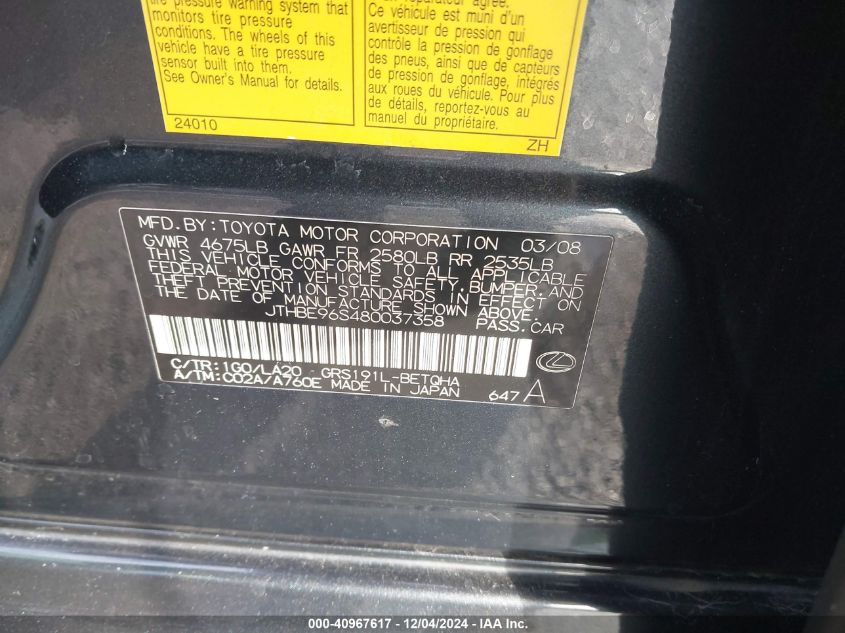 tire pressure warning system that
monitors tire pressure
conditions. The wheels of this
vehicle have a tire pressure
sensor built into them.
See Owner's Manual for details.
24010
réparateur agréé.
Ce véhicule est muni d'un
avertisseur de pression qui
contrôle la pression de gonflage
des pneus, ainsi que de capteurs
de pression de gonflage, intégrés
aux roues du véhicule. Pour plus
de détails, reportez-vous au
manuel du propriétaire.
ZH
MFD.BY:TOYOTA MOTOR CORPORATION 03/08
GVWR 4675LB GAWR FR 2580LB RR 2535LB
THIS VEHICLE CONFORMS TO ALL APPLICABLE
FEDERAL MOTOR VEHICLE SAFETY,BUMPER,AND
THEFT PREVENTION STANDARDS IN EFFECT ON
THE DATE OF MANUFACTURE SHOWN ABOVE.
JTHBE96S480037358 PASS.CAR
C/TR:1G0/LA20 GRS191L-BETQHA
A/TM:C02A/A760E MADE IN JAPAN
647 A
000-40967617 - 12/04/2024 - IAA Inc.